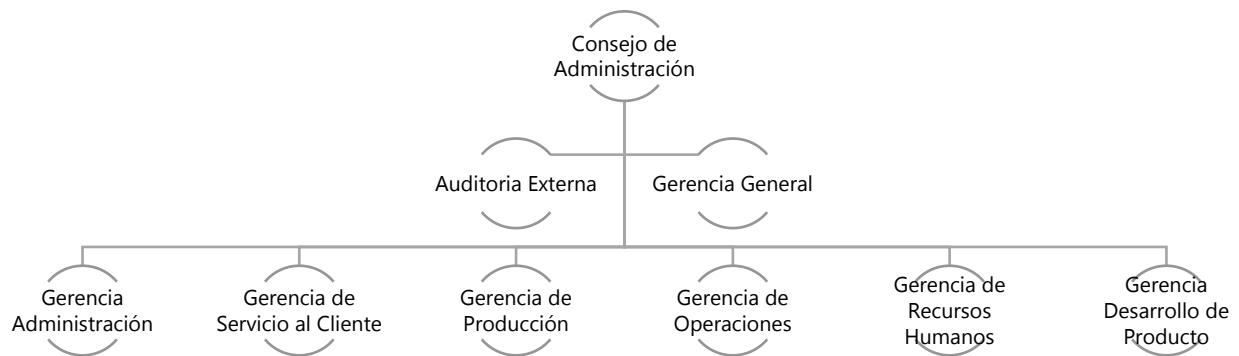 Consejo de
Administración
Auditoria Externa
Gerencia General
Gerencia
Administración
Gerencia de
Servicio al Cliente
Gerencia de
Producción
Gerencia de
Operaciones
Gerencia de
Recursos
Humanos
Gerencia
Desarrollo de
Producto